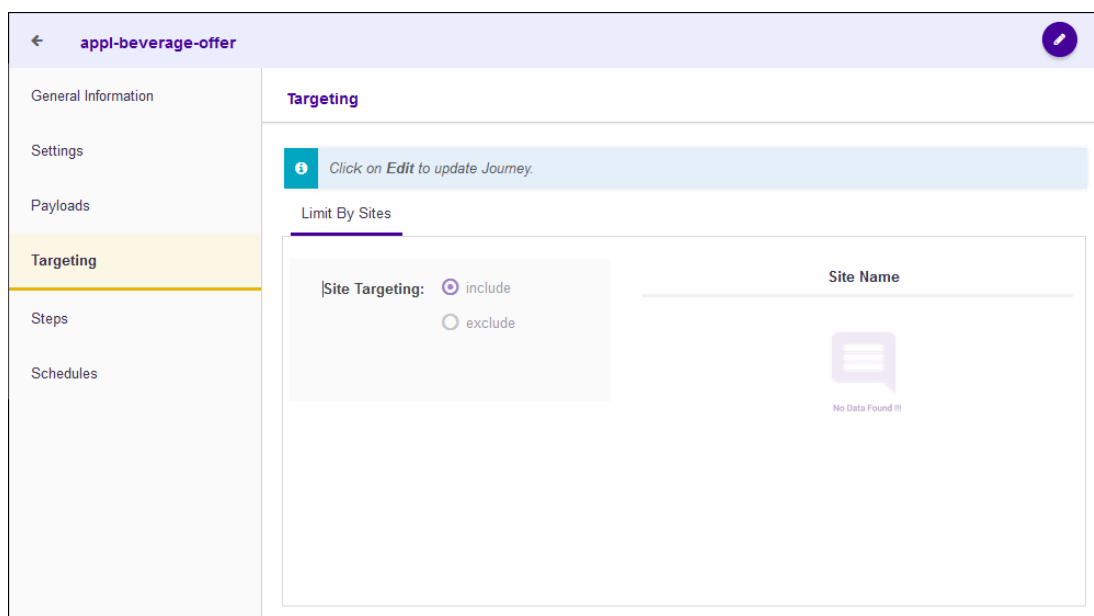 appl-beverage-offer
General Information
Settings
Payloads
Targeting
Steps
Schedules
Targeting
Click on Edit to update Journey.
Limit By Sites
Site Targeting:
include
exclude
Site Name
No Data Found !!!